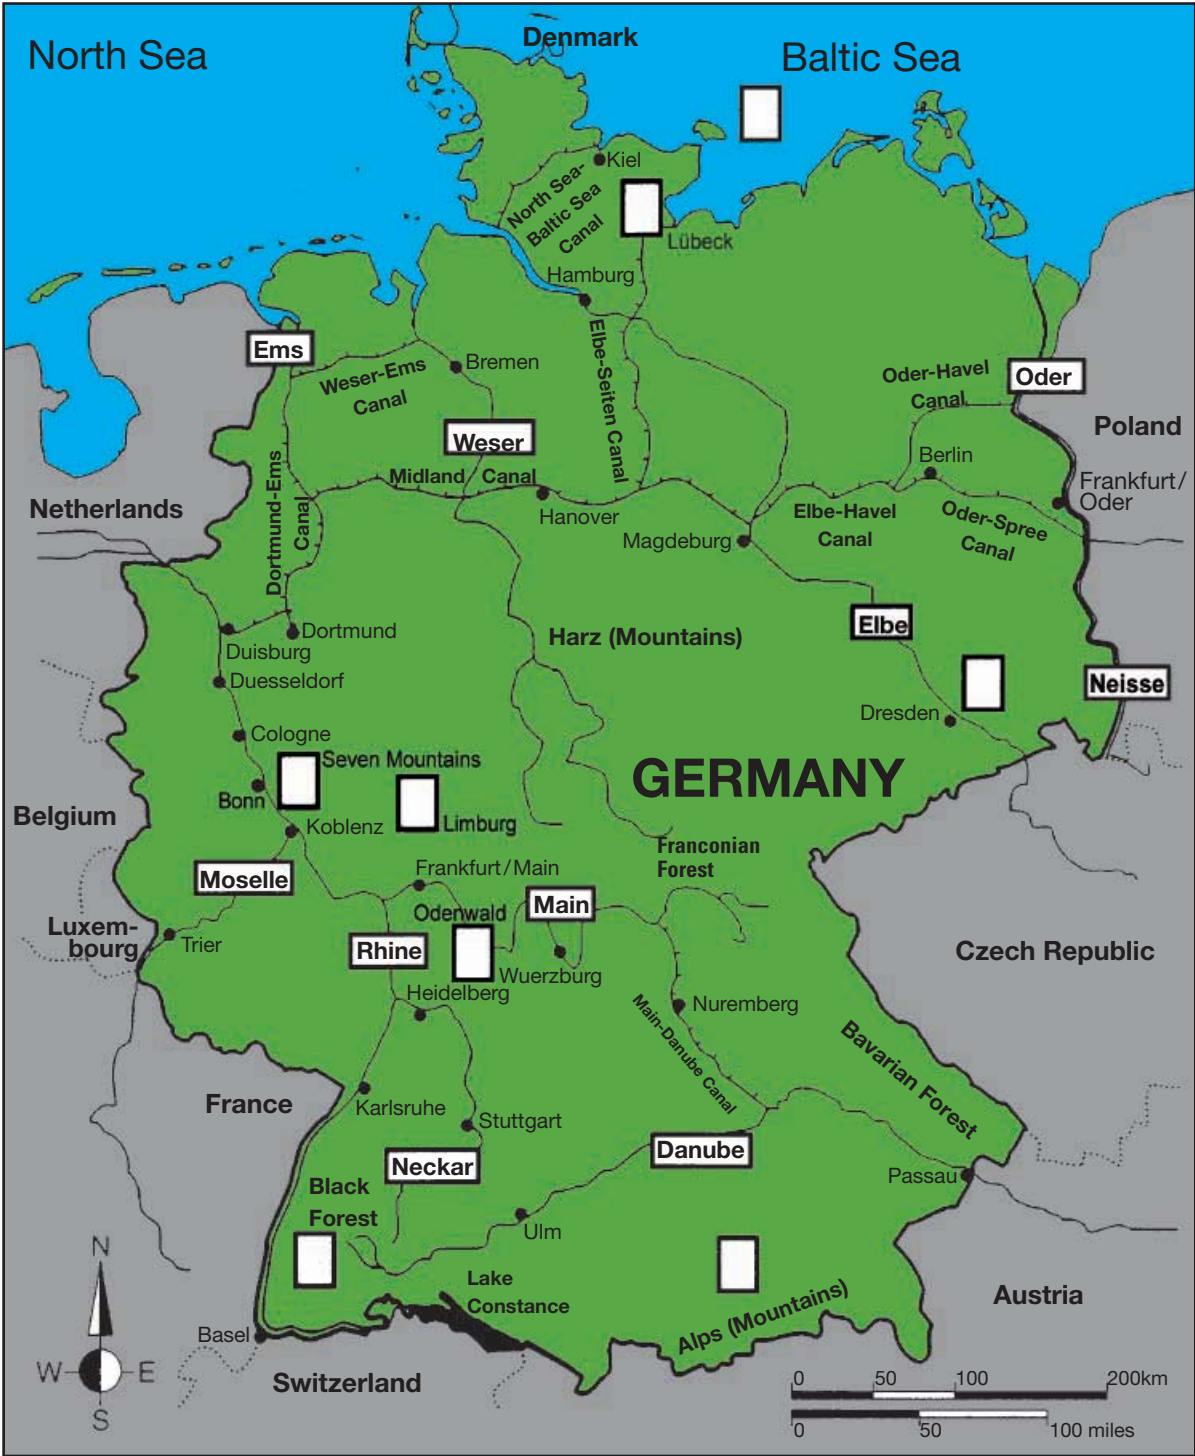 Denmark
North Sea
Baltic Sea
Kiel
North Sea-
Baltic Sea
Canal
Lübeck
Hamburg
Ems
Weser-Ems
Canal
Bremen
Elbe-Seiten Canal
Oder-Havel
Canal
Oder
Poland
Weser
Berlin
Midland Canal
Dortmund-Ems
Canal
Hanover
Frankfurt/
Oder
Netherlands
Elbe-Havel
Canal
Oder-Spree
Canal
Magdeburg
Elbe
Dortmund
Harz (Mountains)
Duisburg
Duesseldorf
Neisse
Dresden
Cologne
Seven Mountains
GERMANY
Bonn
Belgium
Koblenz
Limburg
Franconian
Forest
Moselle
Frankfurt/Main
Odenwald
Main
Luxem-
bourg
Trier
Rhine
Wuerzburg
Czech Republic
Heidelberg
Nuremberg
Main-Danube Canal
Bavarian Forest
France
Karlsruhe
Stuttgart
Neckar
Danube
Passau
Black
Forest
Ulm
N
W
E
S
Lake
Constance
Alps (Mountains)
Austria
Basel
Switzerland
0 50 100 200km
0 50 100 miles